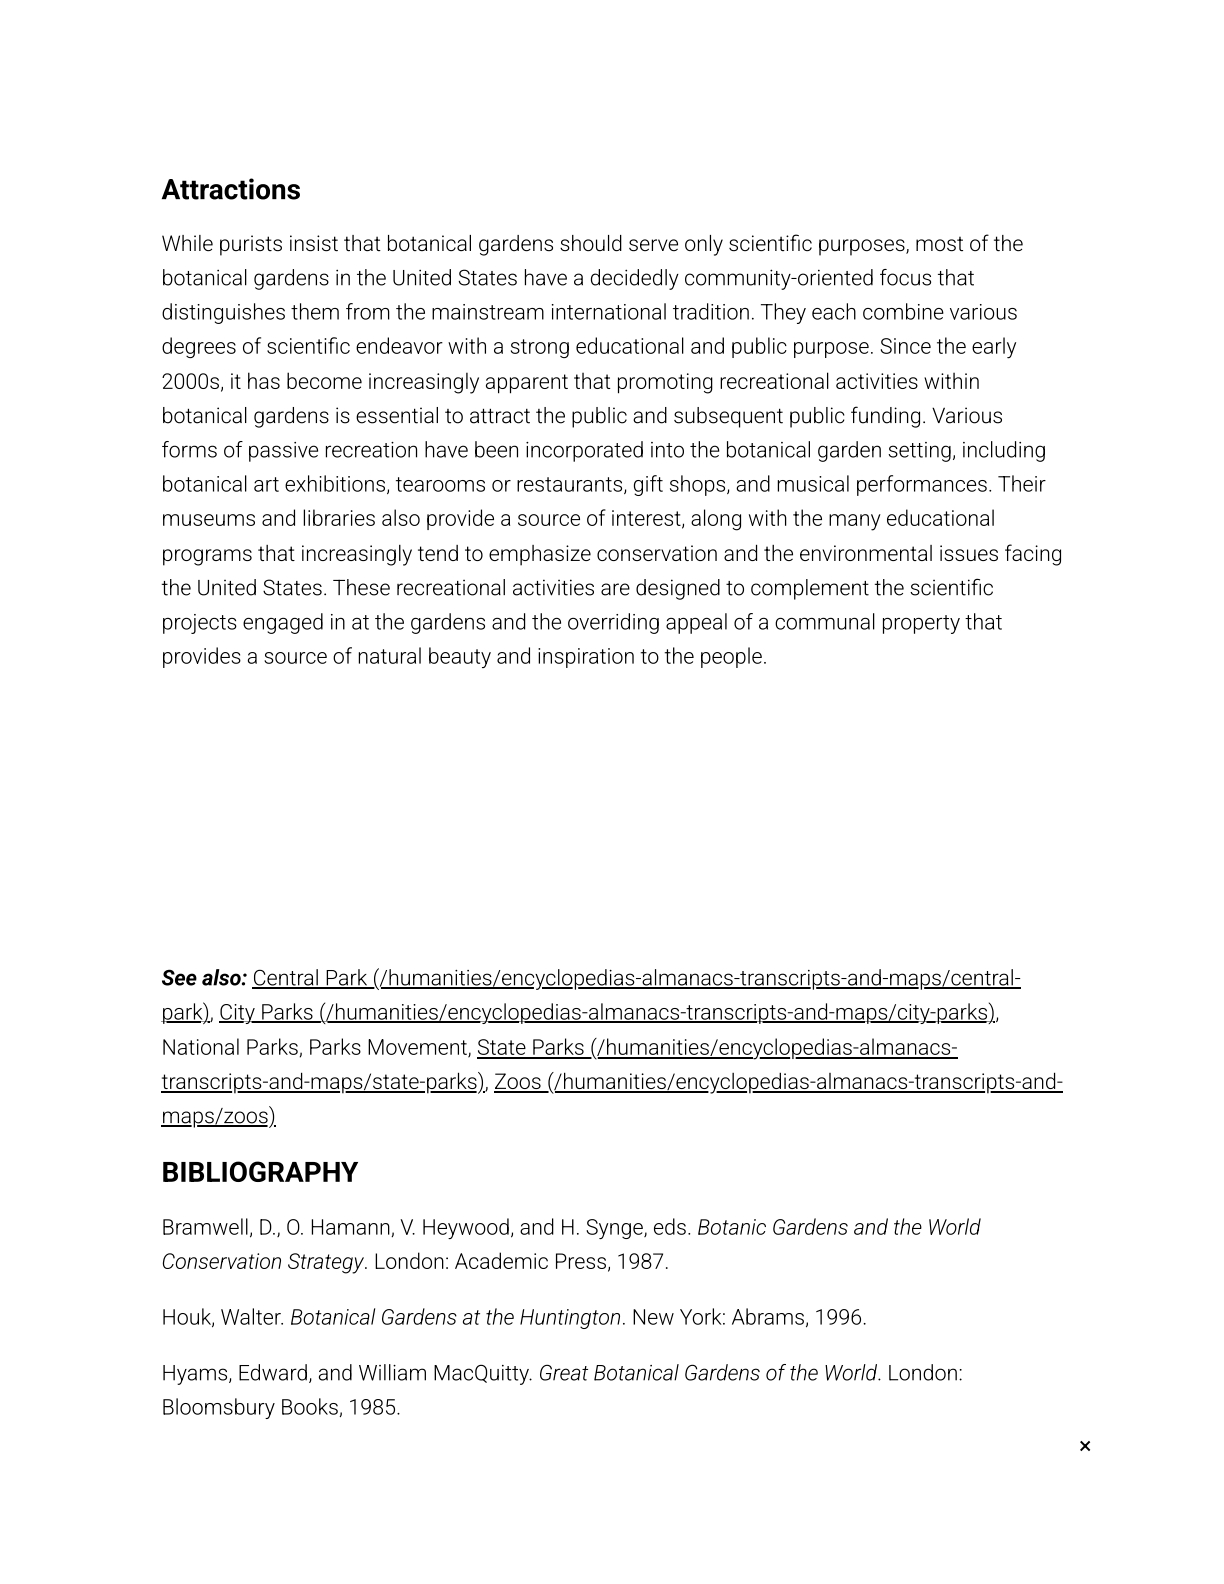 Attractions
While purists insist that botanical gardens should serve only scientific purposes, most of the
botanical gardens in the United States have a decidedly community-oriented focus that
distinguishes them from the mainstream international tradition. They each combine various
degrees of scientific endeavor with a strong educational and public purpose. Since the early
2000s, it has become increasingly apparent that promoting recreational activities within
botanical gardens is essential to attract the public and subsequent public funding. Various
forms of passive recreation have been incorporated into the botanical garden setting, including
botanical art exhibitions, tearooms or restaurants, gift shops, and musical performances. Their
museums and libraries also provide a source of interest, along with the many educational
programs that increasingly tend to emphasize conservation and the environmental issues facing
the United States. These recreational activities are designed to complement the scientific
projects engaged in at the gardens and the overriding appeal of a communal property that
provides a source of natural beauty and inspiration to the people.
See also: Central Park (/humanities/encyclopedias-almanacs-transcripts-and-maps/central-
park), City Parks (/humanities/encyclopedias-almanacs-transcripts-and-maps/city-parks),
National Parks, Parks Movement, State Parks (/humanities/encyclopedias-almanacs-
transcripts-and-maps/state-parks), Zoos (/humanities/encyclopedias-almanacs-transcripts-and-
maps/zoos)
BIBLIOGRAPHY
Bramwell, D., O. Hamann, V. Heywood, and H. Synge, eds. Botanic Gardens and the World
Conservation Strategy. London: Academic Press, 1987.
Houk, Walter. Botanical Gardens at the Huntington. New York: Abrams, 1996.
Hyams, Edward, and William MacQuitty. Great Botanical Gardens of the World. London:
Bloomsbury Books, 1985.
×